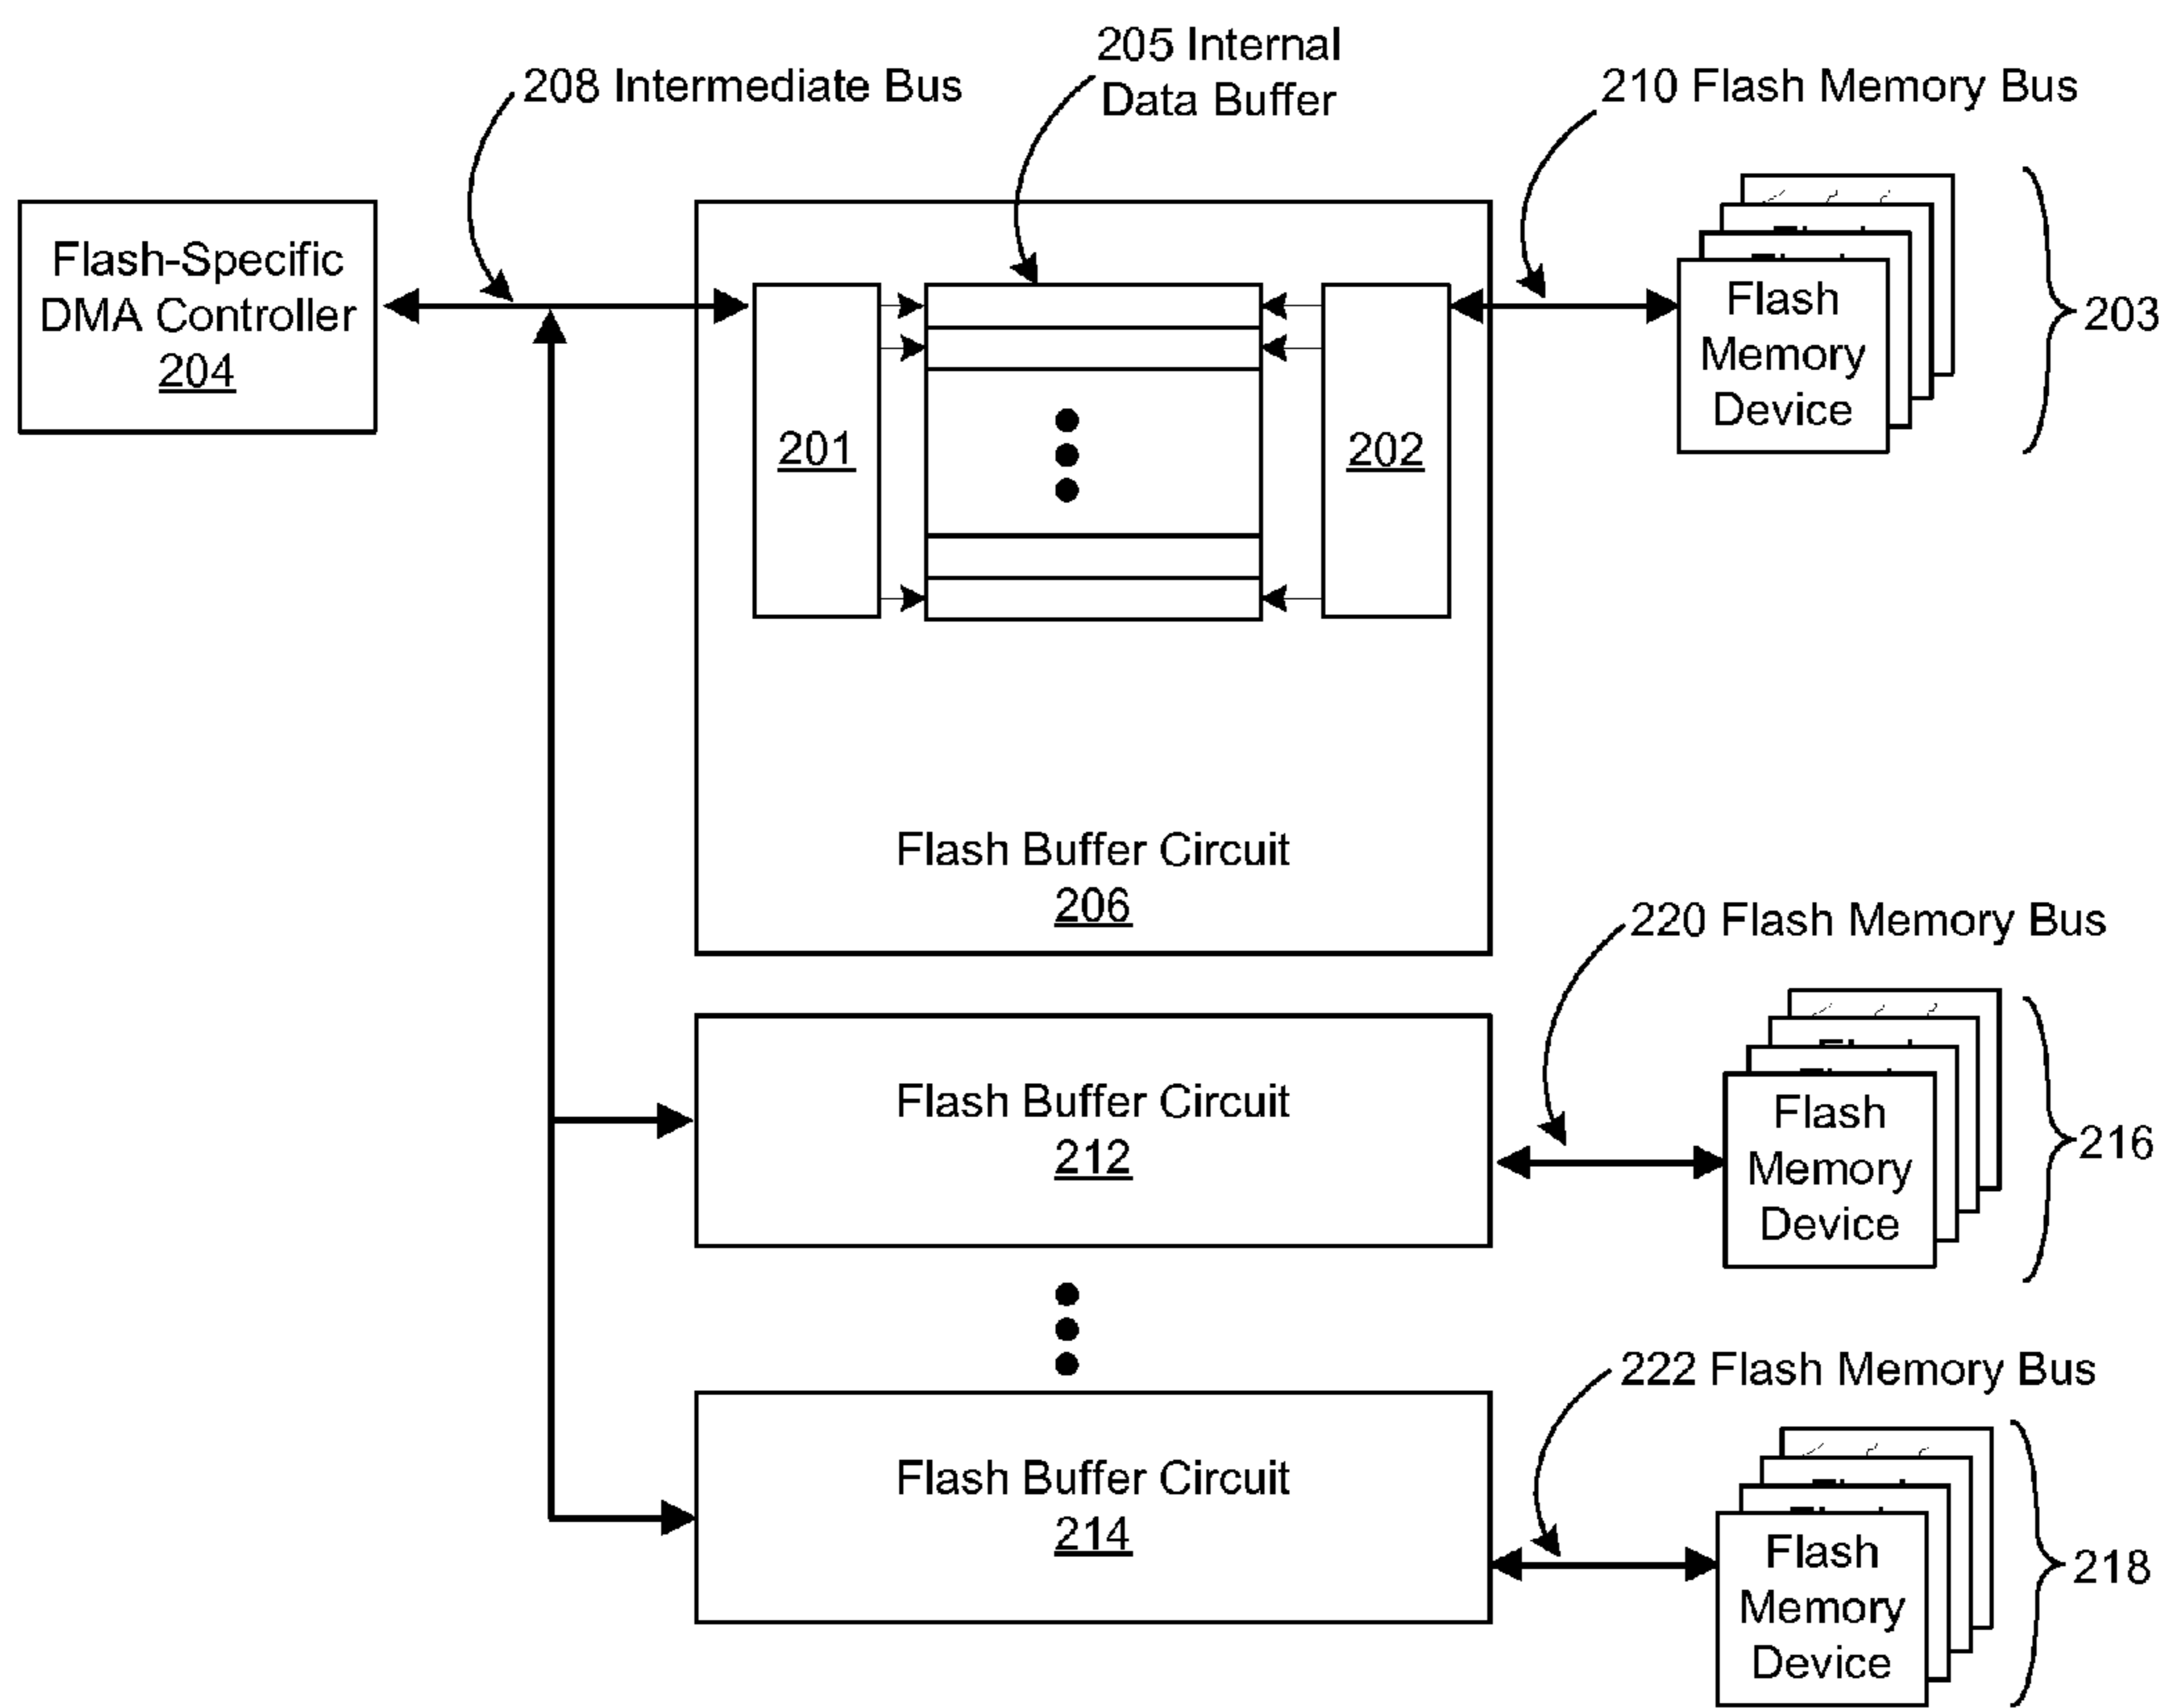 205 Internal
Data Buffer
208 Intermediate Bus
210 Flash Memory Bus
Flash-Specific
DMA Controller
204
201
202
Flash
Memory
Device
203
Flash Buffer Circuit
206
220 Flash Memory Bus
Flash Buffer Circuit
212
Flash
Memory
Device
216
222 Flash Memory Bus
Flash Buffer Circuit
214
Flash
Memory
Device
218